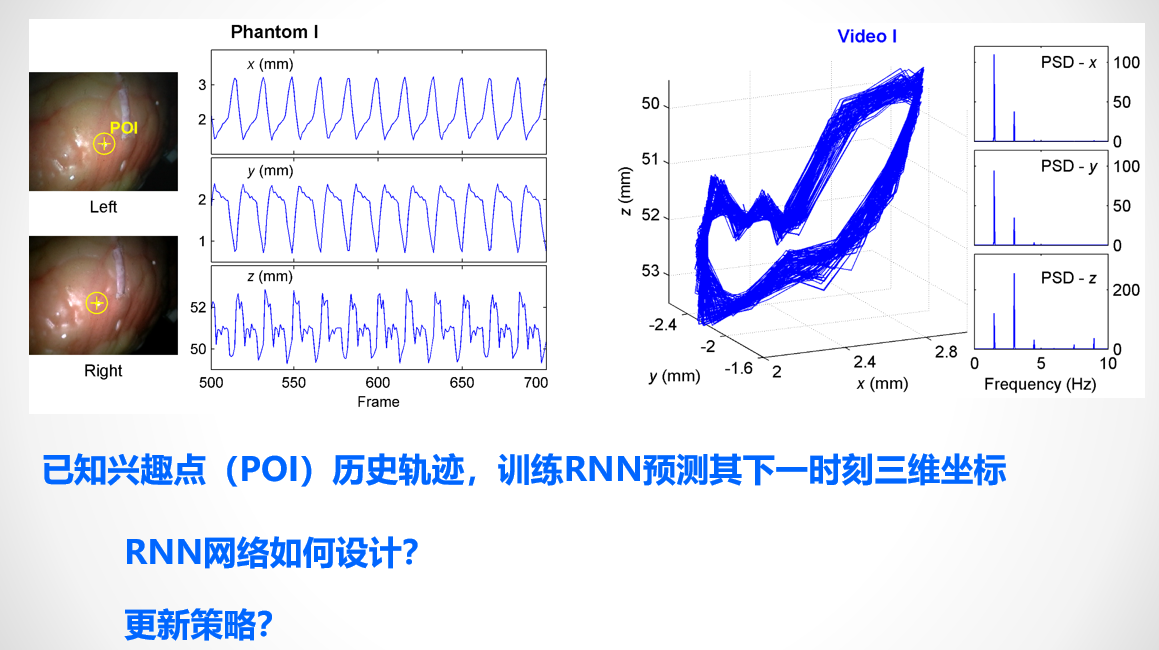 Phantom I
x (mm)
3
2
POI
Left
y (mm)
2
1
z (mm)
52
50
Right
500 550 600 650 700
Frame
Video I
50
51
52
53
z (mm)
-2.4
-2
-1.6
y (mm)
2
2.4
2.8
x (mm)
PSD - x
100
50
0
PSD - y
100
50
0
PSD - z
200
0
0 5 10
Frequency (Hz)
已知兴趣点（POI）历史轨迹，训练RNN预测其下一时刻三维坐标
RNN网络如何设计？
更新策略？